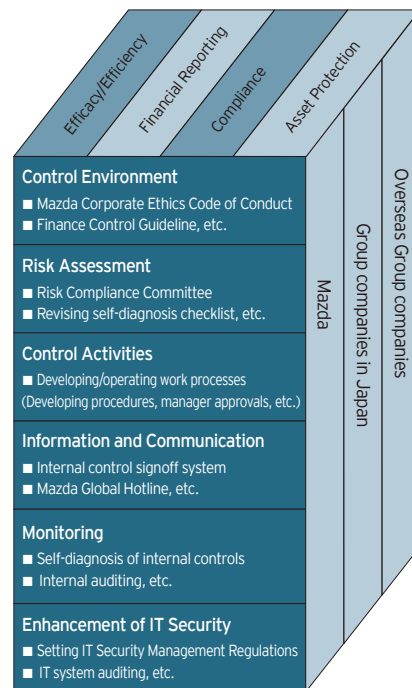 Efficacy/Efficiency
Financial Reporting
Compliance
Asset Protection
Control Environment
■ Mazda Corporate Ethics Code of Conduct
■ Finance Control Guideline, etc.
Risk Assessment
■ Risk Compliance Committee
■ Revising self-diagnosis checklist, etc.
Control Activities
■ Developing/operating work processes
(Developing procedures, manager approvals, etc.)
Information and Communication
■ Internal control signoff system
■ Mazda Global Hotline, etc.
Monitoring
■ Self-diagnosis of internal controls
■ Internal auditing, etc.
Enhancement of IT Security
■ Setting IT Security Management Regulations
■ IT system auditing, etc.
Mazda
Group companies in Japan
Overseas Group companies